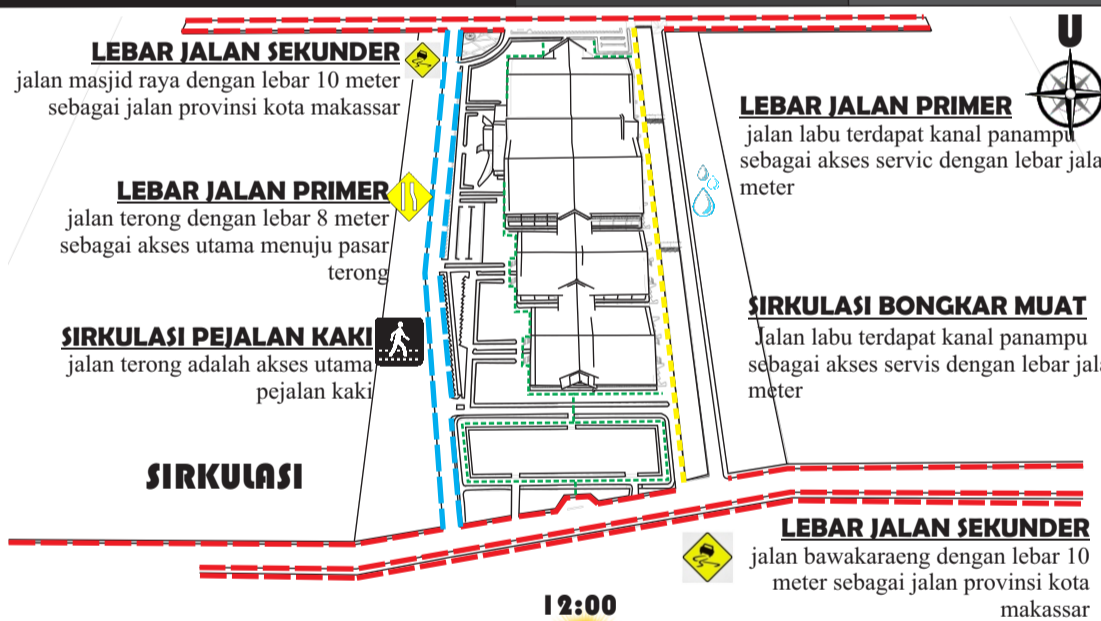 LEBAR JALAN SEKUNDER
jalan masjid raya dengan lebar 10 meter
sebagai jalan provinsi kota makassar
LEBAR JALAN PRIMER
jalan terong dengan lebar 8 meter
sebagai akses utama menuju pasar
terong
SIRKULASI PEJALAN KAKI
jalan terong adalah akses utama
pejalan kaki
SIRKULASI
U
LEBAR JALAN PRIMER
jalan labu terdapat kanal panampu
sebagai akses servic dengan lebar
meter
SIRKULASI BONGKAR MUAT
Jalan labu terdapat kanal panampu
sebagai akses servis dengan lebar
meter
LEBAR JALAN SEKUNDER
jalan bawakaraeng dengan lebar 10
meter sebagai jalan provinsi kota
makassar
12:00